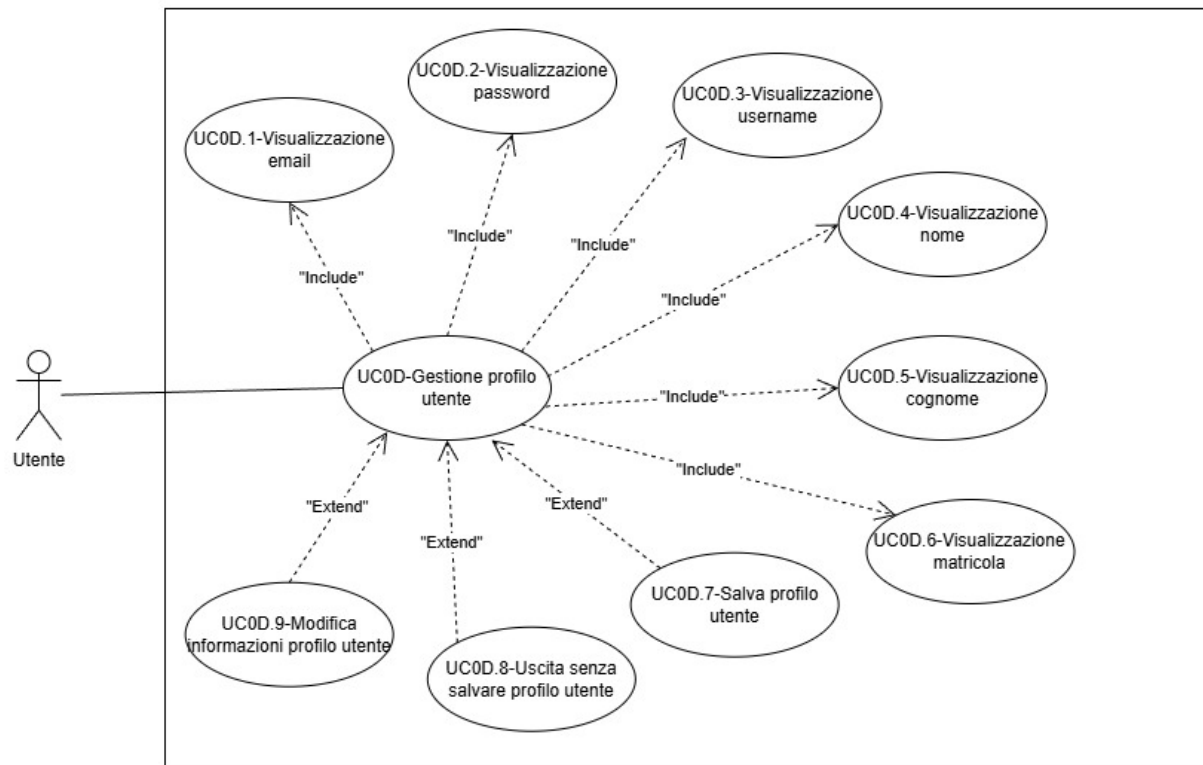 UC0D.2-Visualizzazione
password
UC0D.3-Visualizzazione
username
UC0D.1-Visualizzazione
email
UC0D.4-Visualizzazione
nome
"Include"
"Include"
"Include"
"Include"
UC0D-Gestione profilo
utente
UC0D.5-Visualizzazione
cognome
"Include"
Utente
"Include"
"Extend"
"Extend"
"Extend"
UC0D.6-Visualizzazione
matricola
UC0D.7-Salva profilo
utente
UC0D.9-Modifica
informazioni profilo utente
UC0D.8-Uscita senza
salvare profilo utente